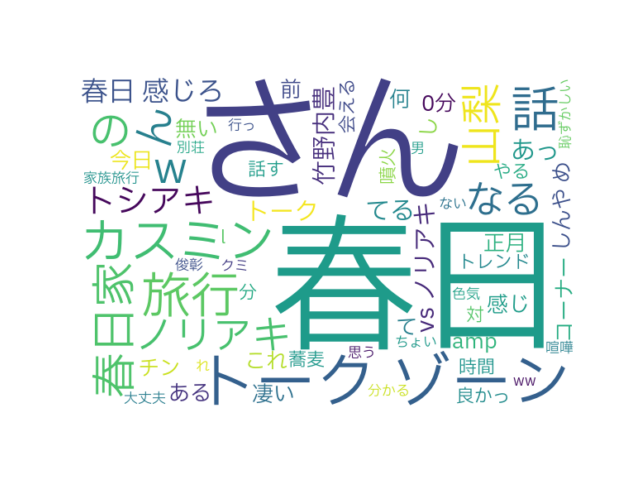 春日 感じろ
さん
前
竹野内豊
会える
何
0分
山梨
話
恥ずかしい
のん
無い
行っ
w
し
噴火
男
あっ
今日
別荘
話す
やる
家族旅行
トシアキ
トーク
てる
vs ノリアキ
なる
ない
しんや め
カスミン
l
春日
正月
トレンド
コーナー
俊彰
クミ
春日家
旅行
分
色気
対
感じ
ノリアキ
て
ちょい
amp
喧嘩
チン
れ
これ
蕎麦
思う
時間
ww
大丈夫
ある
トーク ゾーン
凄い
分かる
良かっ